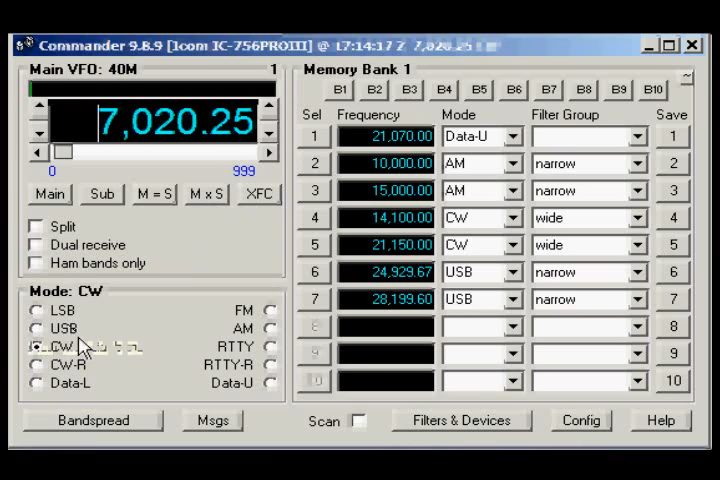 Commander 9.8.9 [Icom IC-756PROIII] @ 17:14:17 Z 7,020.25
Main VFO: 40M 1
7,020.25
0 999
Main Sub M = S M x S XFC
Split
Dual receive
Ham bands only
Mode: CW
LSB FM
USB AM
CW RTTY
CW-R RTTY-R
Data-L Data-U
Memory Bank 1 ~
B1 B2 B3 B4 B5 B6 B7 B8 B9 B10
Sel Frequency Mode Filter Group Save
1 21,070.00 Data-U 1
2 10,000.00 AM narrow 2
3 15,000.00 AM narrow 3
4 14,100.00 CW wide 4
5 21,150.00 CW wide 5
6 24,929.67 USB narrow 6
7 28,199.60 USB narrow 7
8 8
9 9
10 10
Bandspread Msgs Scan Filters & Devices Config Help